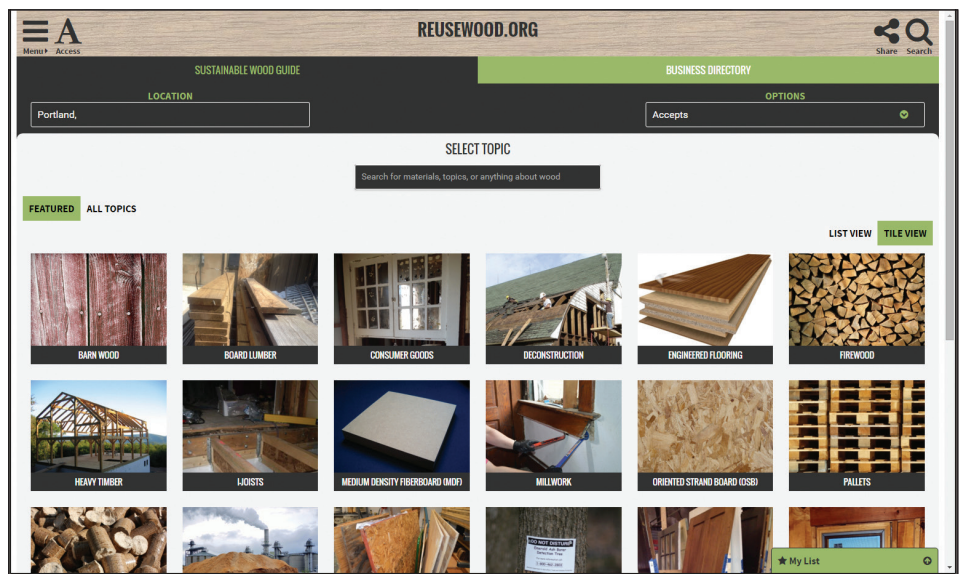 REUSEWOOD.ORG
Menu Access
Share Search
SUSTAINABLE WOOD GUIDE
BUSINESS DIRECTORY
LOCATION
OPTIONS
Portland,
Accepts
SELECT TOPIC
Search for materials, topics, or anything about wood
FEATURED ALL TOPICS
LIST VIEW TILE VIEW
BARN WOOD
BOARD LUMBER
CONSUMER GOODS
DECONSTRUCTION
ENGINEERED FLOORING
FIREWOOD
HEAVY TIMBER
I-JOISTS
MEDIUM DENSITY FIBERBOARD (MDF)
MILLWORK
ORIENTED STRAND BOARD (OSB)
PALLETS
DO NOT DISTURB
My List